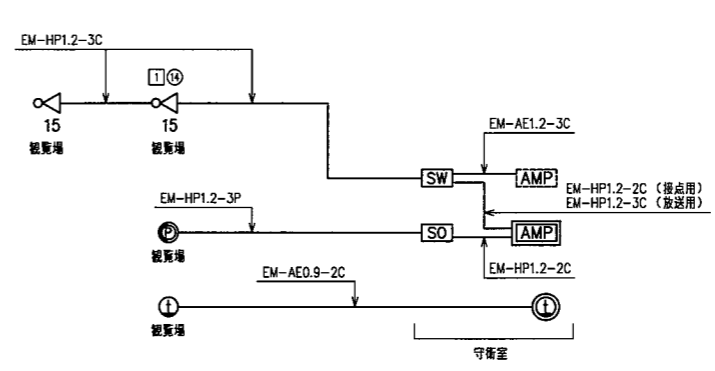 EM-HP1.2-3C
1 14
15 15
観覧場 観覧場
EM-AE1.2-3C
SW AMP
EM-HP1.2-2C (接点用)
EM-HP1.2-3C (放送用)
EM-HP1.2-3P
P SO AMP
観覧場
EM-HP1.2-2C
EM-AE0.9-2C
t t
観覧場
守衛室